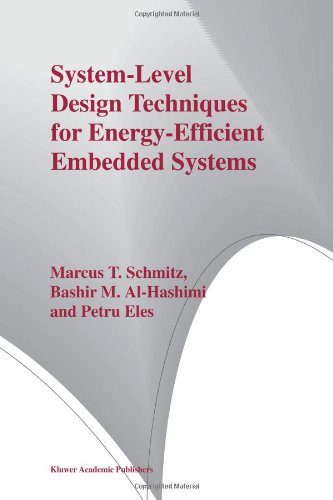 System-Level
Design Techniques
for Energy-Efficient
Embedded Systems
Marcus T. Schmitz,
Bashir M. Al-Hashimi
and Petru Eles
Kluwer Academic Publishers